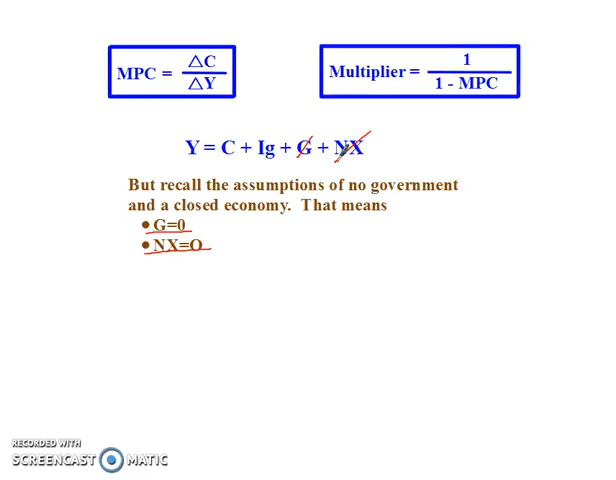 MPC = △C / △Y
Multiplier = 1 / 1 - MPC
Y = C + Ig + G + NX
But recall the assumptions of no government
and a closed economy. That means
• G=0
• NX=O
RECORDED WITH
SCREENCAST MATIC